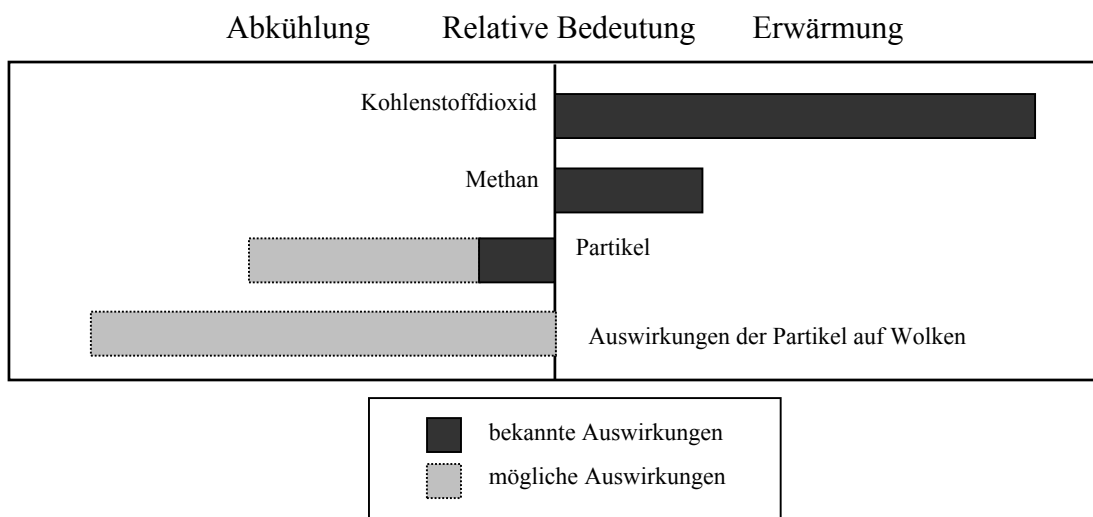 Abkühlung Relative Bedeutung Erwärmung
Kohlenstoffdioxid
Methan
Partikel
Auswirkungen der Partikel auf Wolken
bekannte Auswirkungen
mögliche Auswirkungen